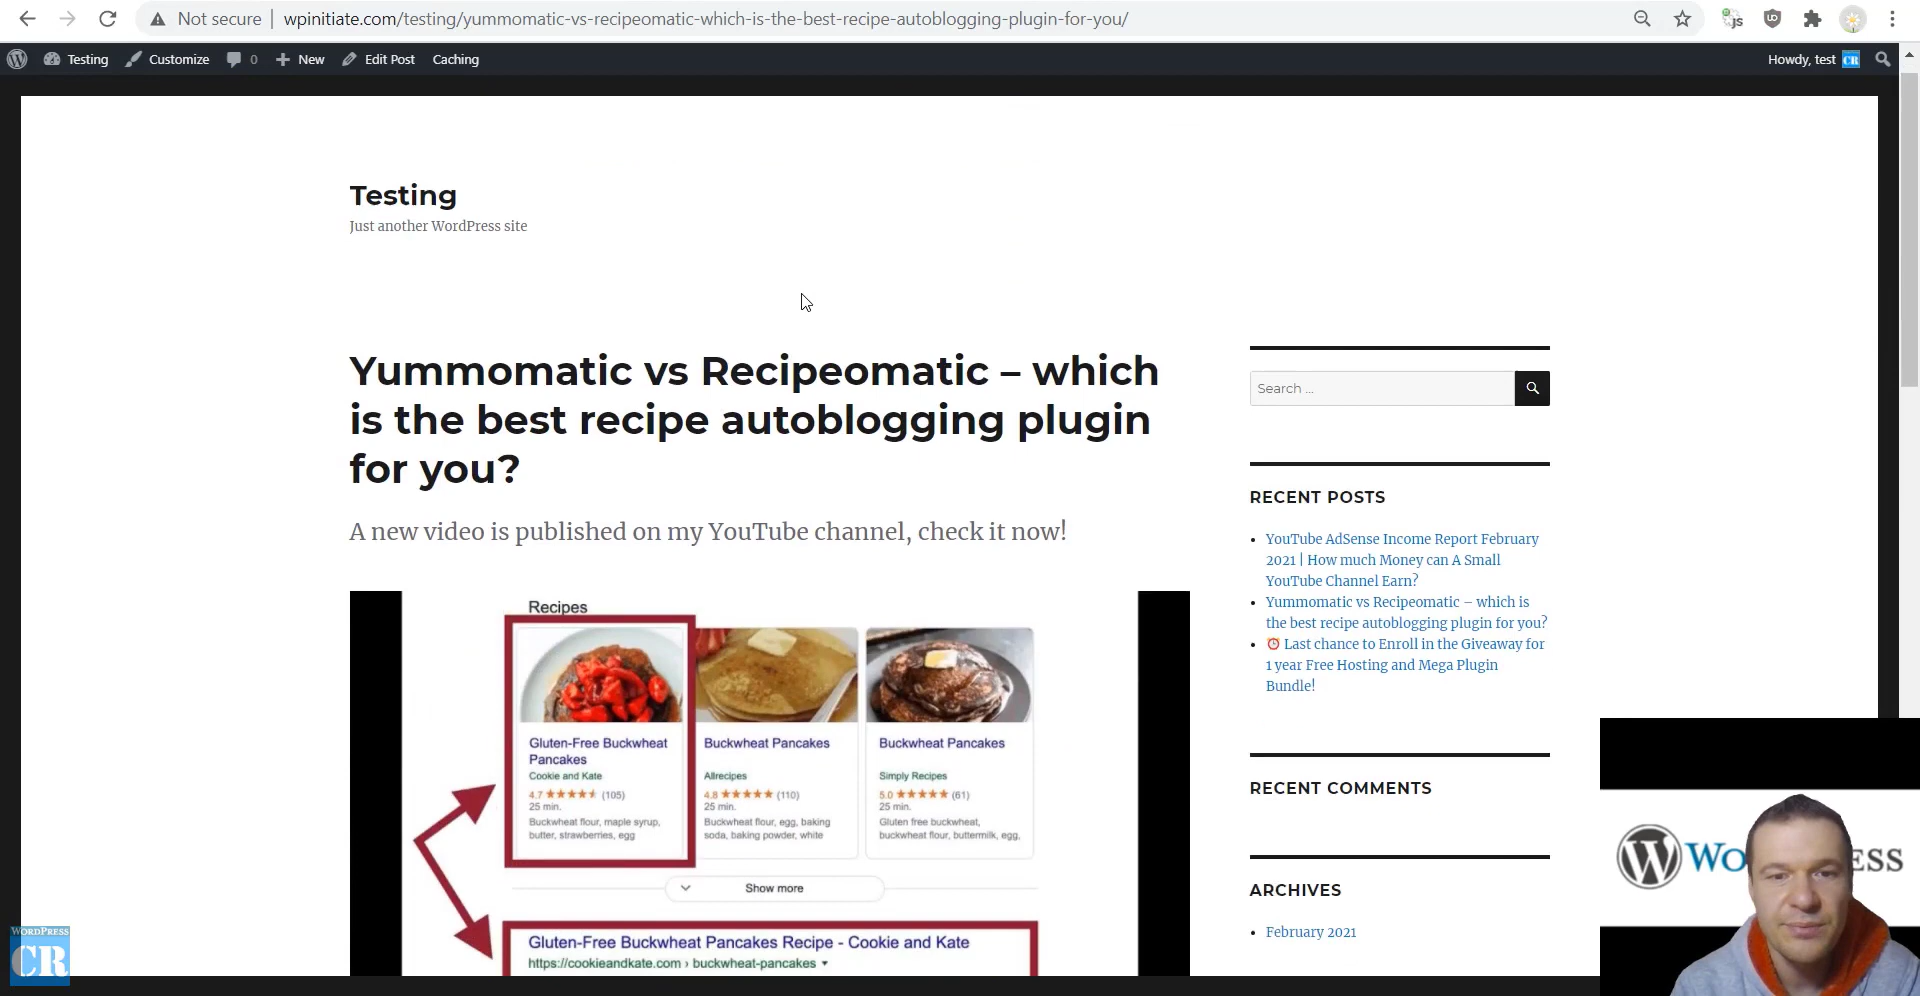 Not secure
wpinitiate.com/testing/yummomatic-vs-recipeomatic-which-is-the-best-recipe-autoblogging-plugin-for-you/
JS
Testing
Customize
0
New
Edit Post
Caching
Howdy, test
CR
Testing
Just another WordPress site
Yummomatic vs Recipeomatic – which
is the best recipe autoblogging plugin
for you?
A new video is published on my YouTube channel, check it now!
Recipes
Gluten-Free Buckwheat
Pancakes
Cookie and Kate
4.7 ★★★★★ (105)
25 min.
Buckwheat flour, maple syrup,
butter, strawberries, egg
Buckwheat Pancakes
Allrecipes
4.8 ★★★★★ (110)
25 min.
Buckwheat flour, egg, baking
soda, baking powder, white
Buckwheat Pancakes
Simply Recipes
5.0 ★★★★★ (61)
25 min.
Gluten free buckwheat,
buckwheat flour, buttermilk, egg,
Show more
Gluten-Free Buckwheat Pancakes Recipe - Cookie and Kate
https://cookieandkate.com › buckwheat-pancakes
Search ...
RECENT POSTS
YouTube AdSense Income Report February
2021 | How much Money can A Small
YouTube Channel Earn?
Yummomatic vs Recipeomatic – which is
the best recipe autoblogging plugin for you?
⏰ Last chance to Enroll in the Giveaway for
1 year Free Hosting and Mega Plugin
Bundle!
RECENT COMMENTS
ARCHIVES
February 2021
WORDPRESS
CR
Wo ESS